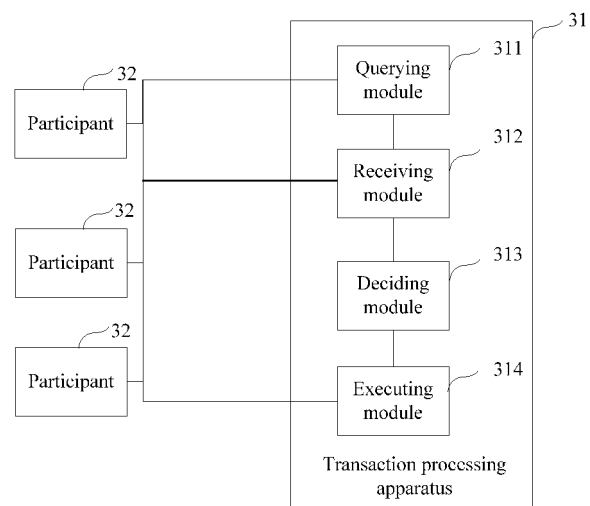 31
311
Querying
module
32
Participant
312
Receiving
module
32
Participant
313
Deciding
module
32
Participant
314
Executing
module
Transaction processing
apparatus